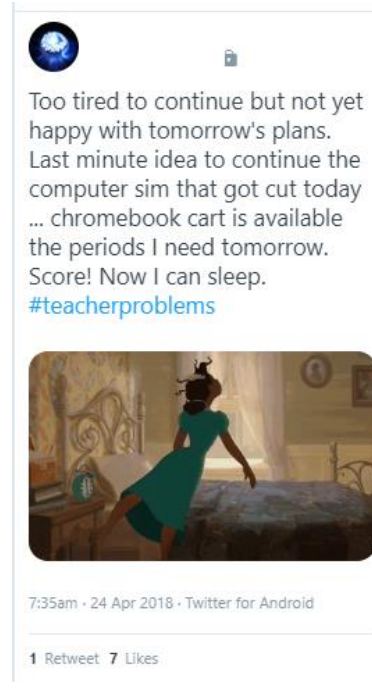 Too tired to continue but not yet
happy with tomorrow's plans.
Last minute idea to continue the
computer sim that got cut today
... chromebook cart is available
the periods I need tomorrow.
Score! Now I can sleep.
#teacherproblems
7:35am · 24 Apr 2018 · Twitter for Android
1 Retweet 7 Likes